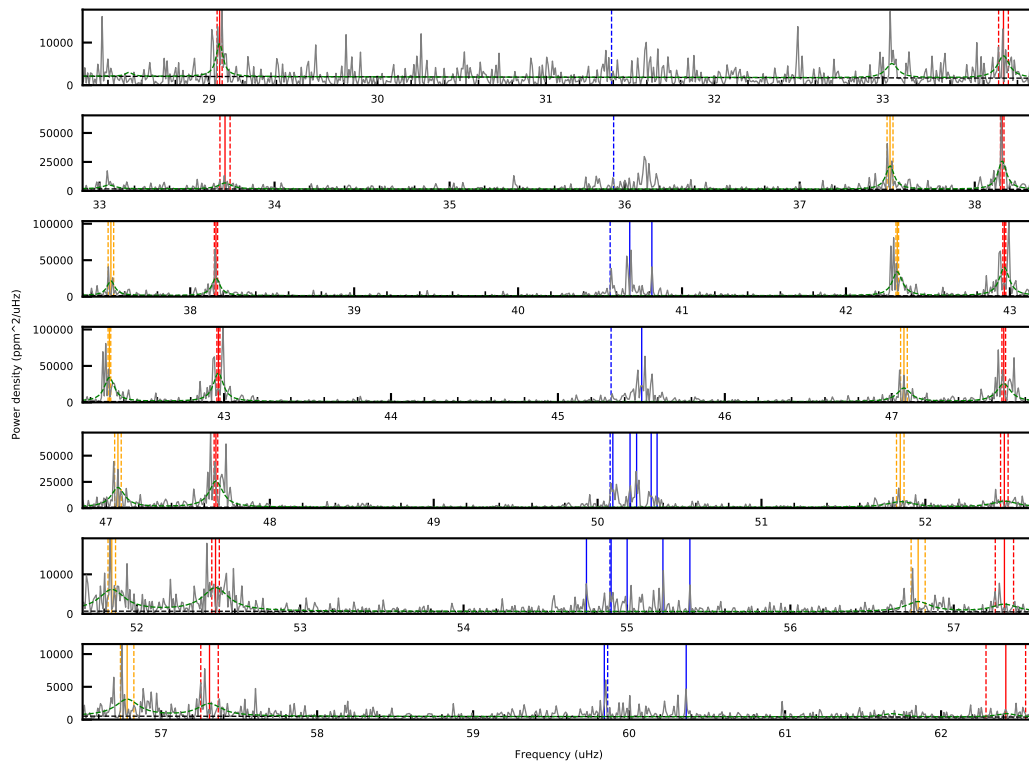 10000
0
29 30 31 32 33
50000
25000
0
33 34 35 36 37 38
100000
50000
0
38 39 40 41 42 43
Power density (ppm^2/uHz)
100000
50000
0
43 44 45 46 47
50000
25000
0
47 48 49 50 51 52
10000
0
52 53 54 55 56 57
10000
5000
0
57 58 59 60 61 62
Frequency (uHz)